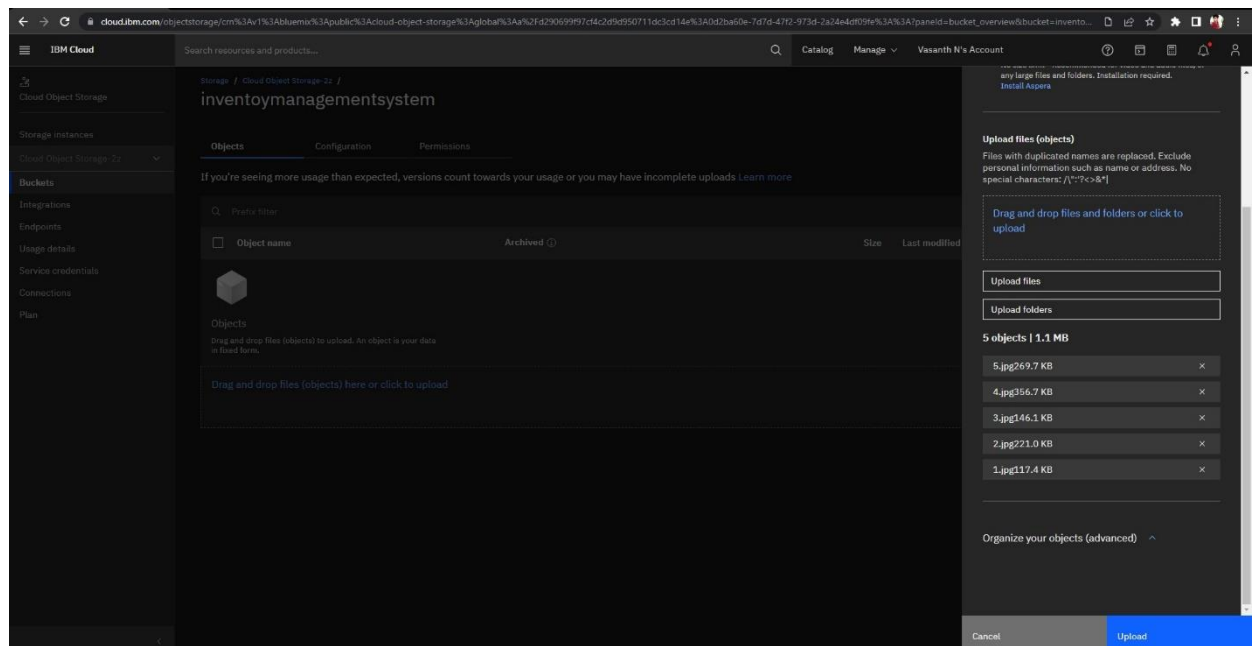 cloud.ibm.com/objectstorage/crn%3Av1%3Abluemix%3Apublic%3Acloud-object-storage%3Aglobal%3Aa%2Fd290699f97cf4c2d9d950711dc3cd14e%3A0d2ba60e-7d7d-47f2-973d-2a24e4df09fe%3A%3A?paneId=bucket_overview&bucket=invento...
IBM Cloud
Search resources and products...
Catalog
Manage
Vasanth N's Account
Cloud Object Storage
Storage instances
Cloud Object Storage-2z
Buckets
Integrations
Endpoints
Usage details
Service credentials
Connections
Plan
Storage / Cloud Object Storage-2z /
inventoymanagementsystem
Objects Configuration Permissions
If you're seeing more usage than expected, versions count towards your usage or you may have incomplete uploads Learn more
Prefix filter
Object name Archived Size Last modified
Objects
Drag and drop files (objects) to upload. An object is your data
in fixed form.
Drag and drop files (objects) here or click to upload
any large files and folders. Installation required.
Install Aspera
Upload files (objects)
Files with duplicated names are replaced. Exclude
personal information such as name or address. No
special characters: /\":'?<>&*|
Drag and drop files and folders or click to
upload
Upload files
Upload folders
5 objects | 1.1 MB
5.jpg269.7 KB ×
4.jpg356.7 KB ×
3.jpg146.1 KB ×
2.jpg221.0 KB ×
1.jpg117.4 KB ×
Organize your objects (advanced)
Cancel
Upload